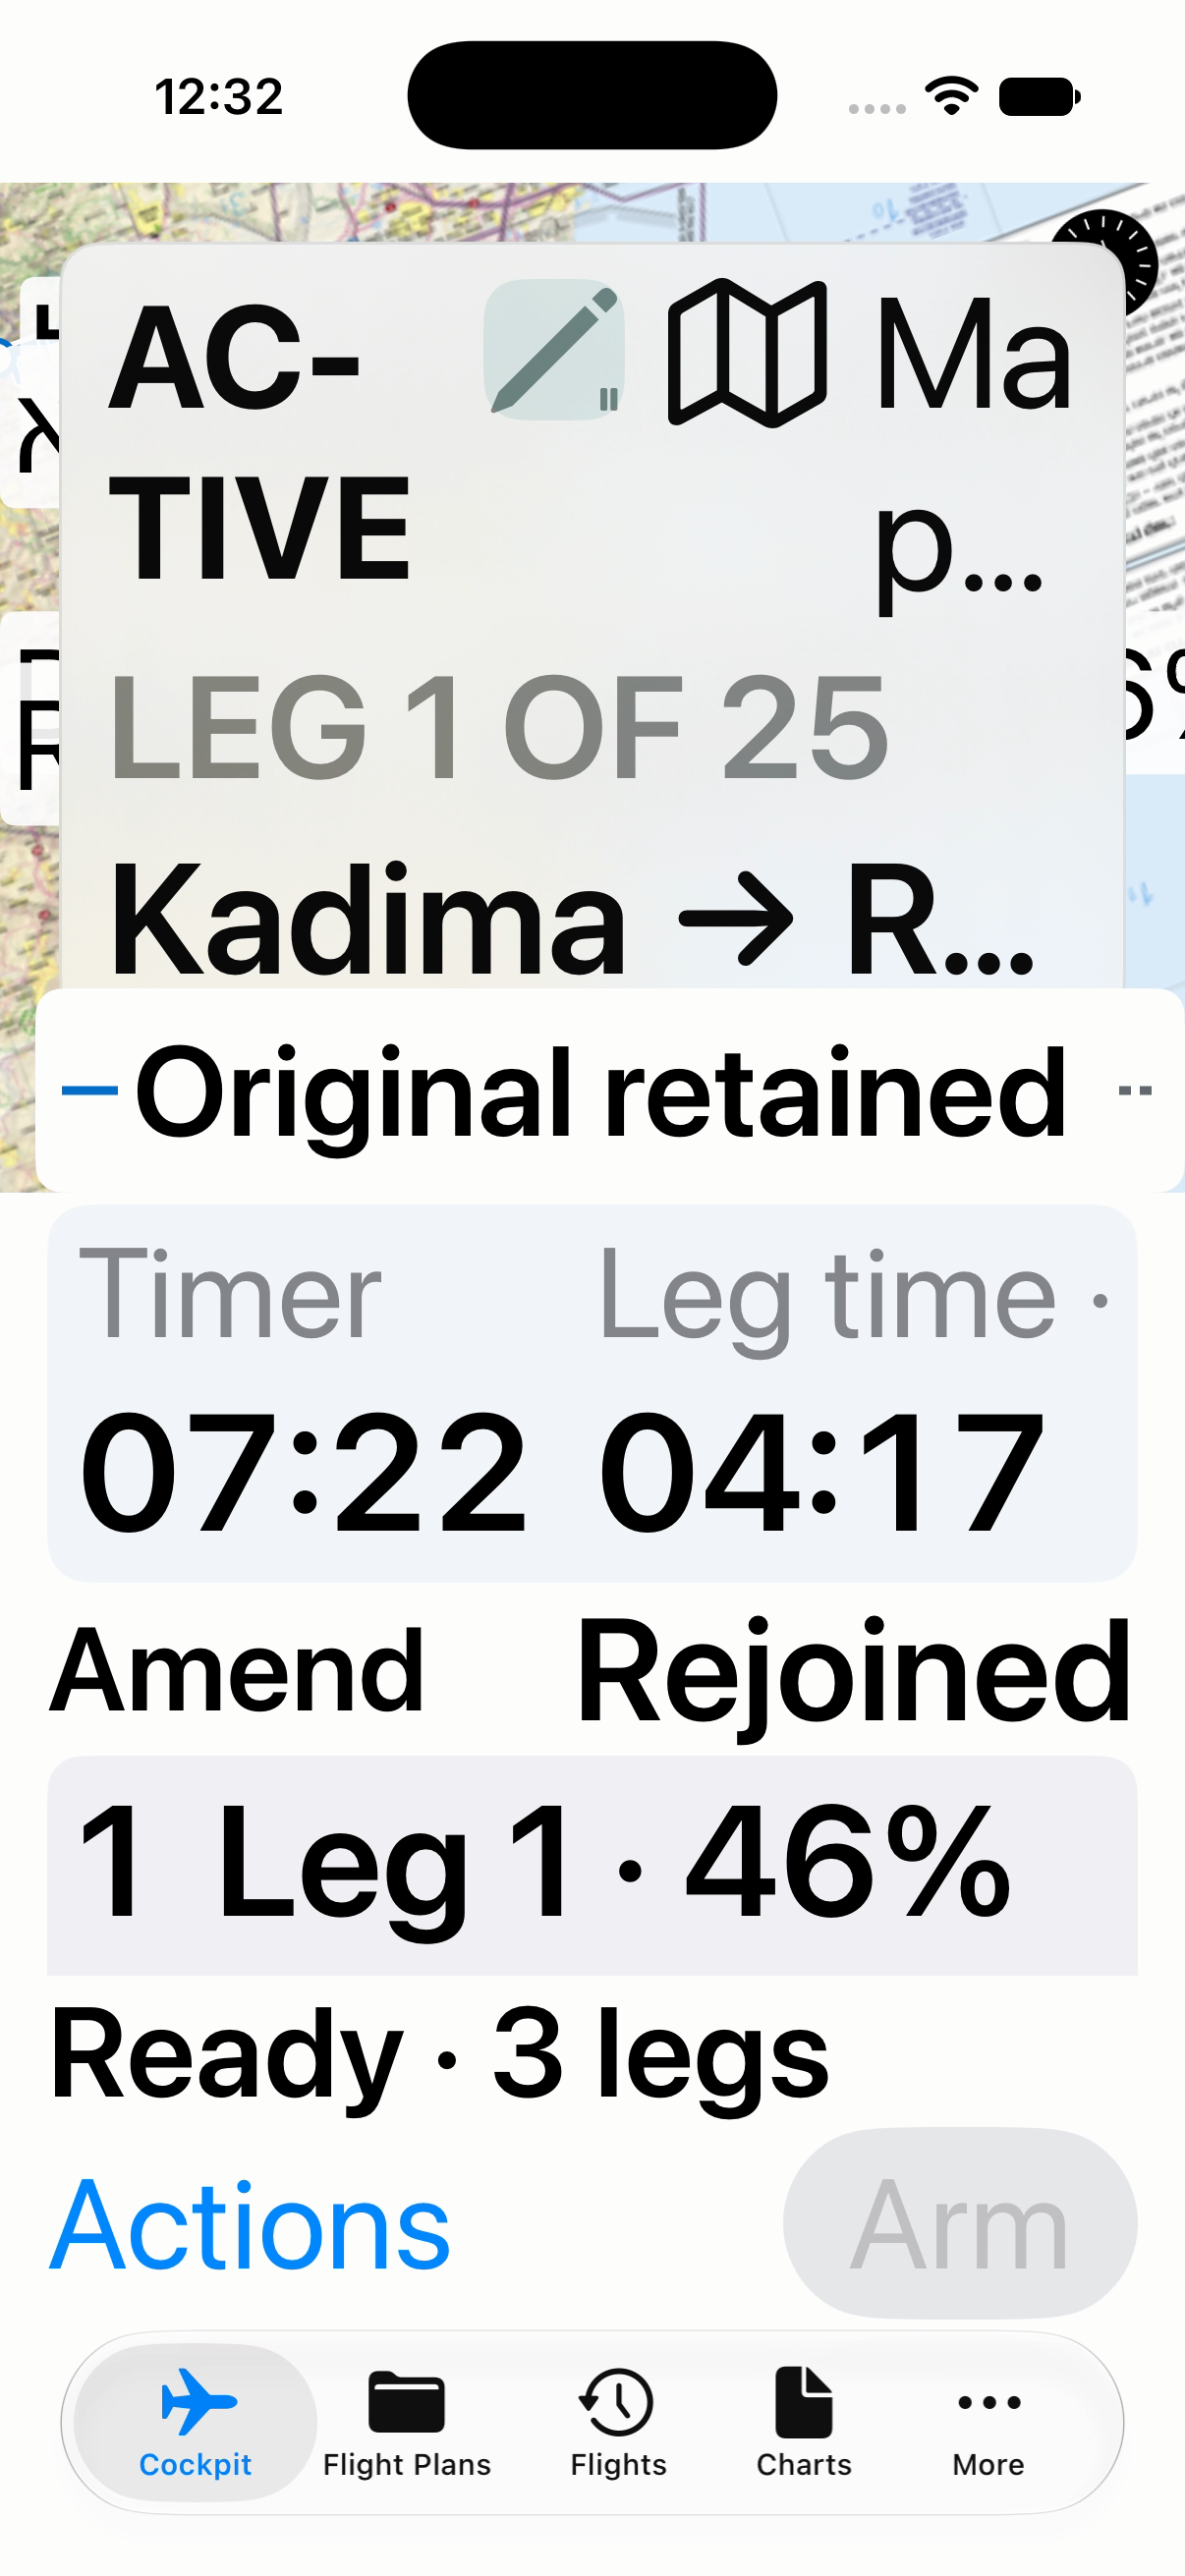 12:32
AC-
TIVE
Ma
p...
LEG 1 OF 25
Kadima → R...
Original retained
Timer
Leg time ·
07:22
04:17
Amend
Rejoined
1 Leg 1 · 46%
Ready · 3 legs
Actions
Arm
Cockpit
Flight Plans
Flights
Charts
More